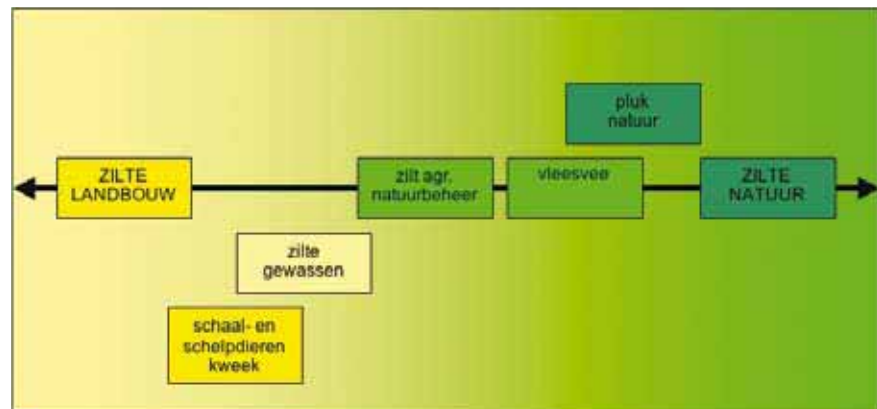 pluk
natuur
ZILTE
LANDBOUW
zilt agr.
natuurbeheer
vleesvee
ZILTE
NATUUR
zilte
gewassen
schaal- en
schelpdieren
kweek